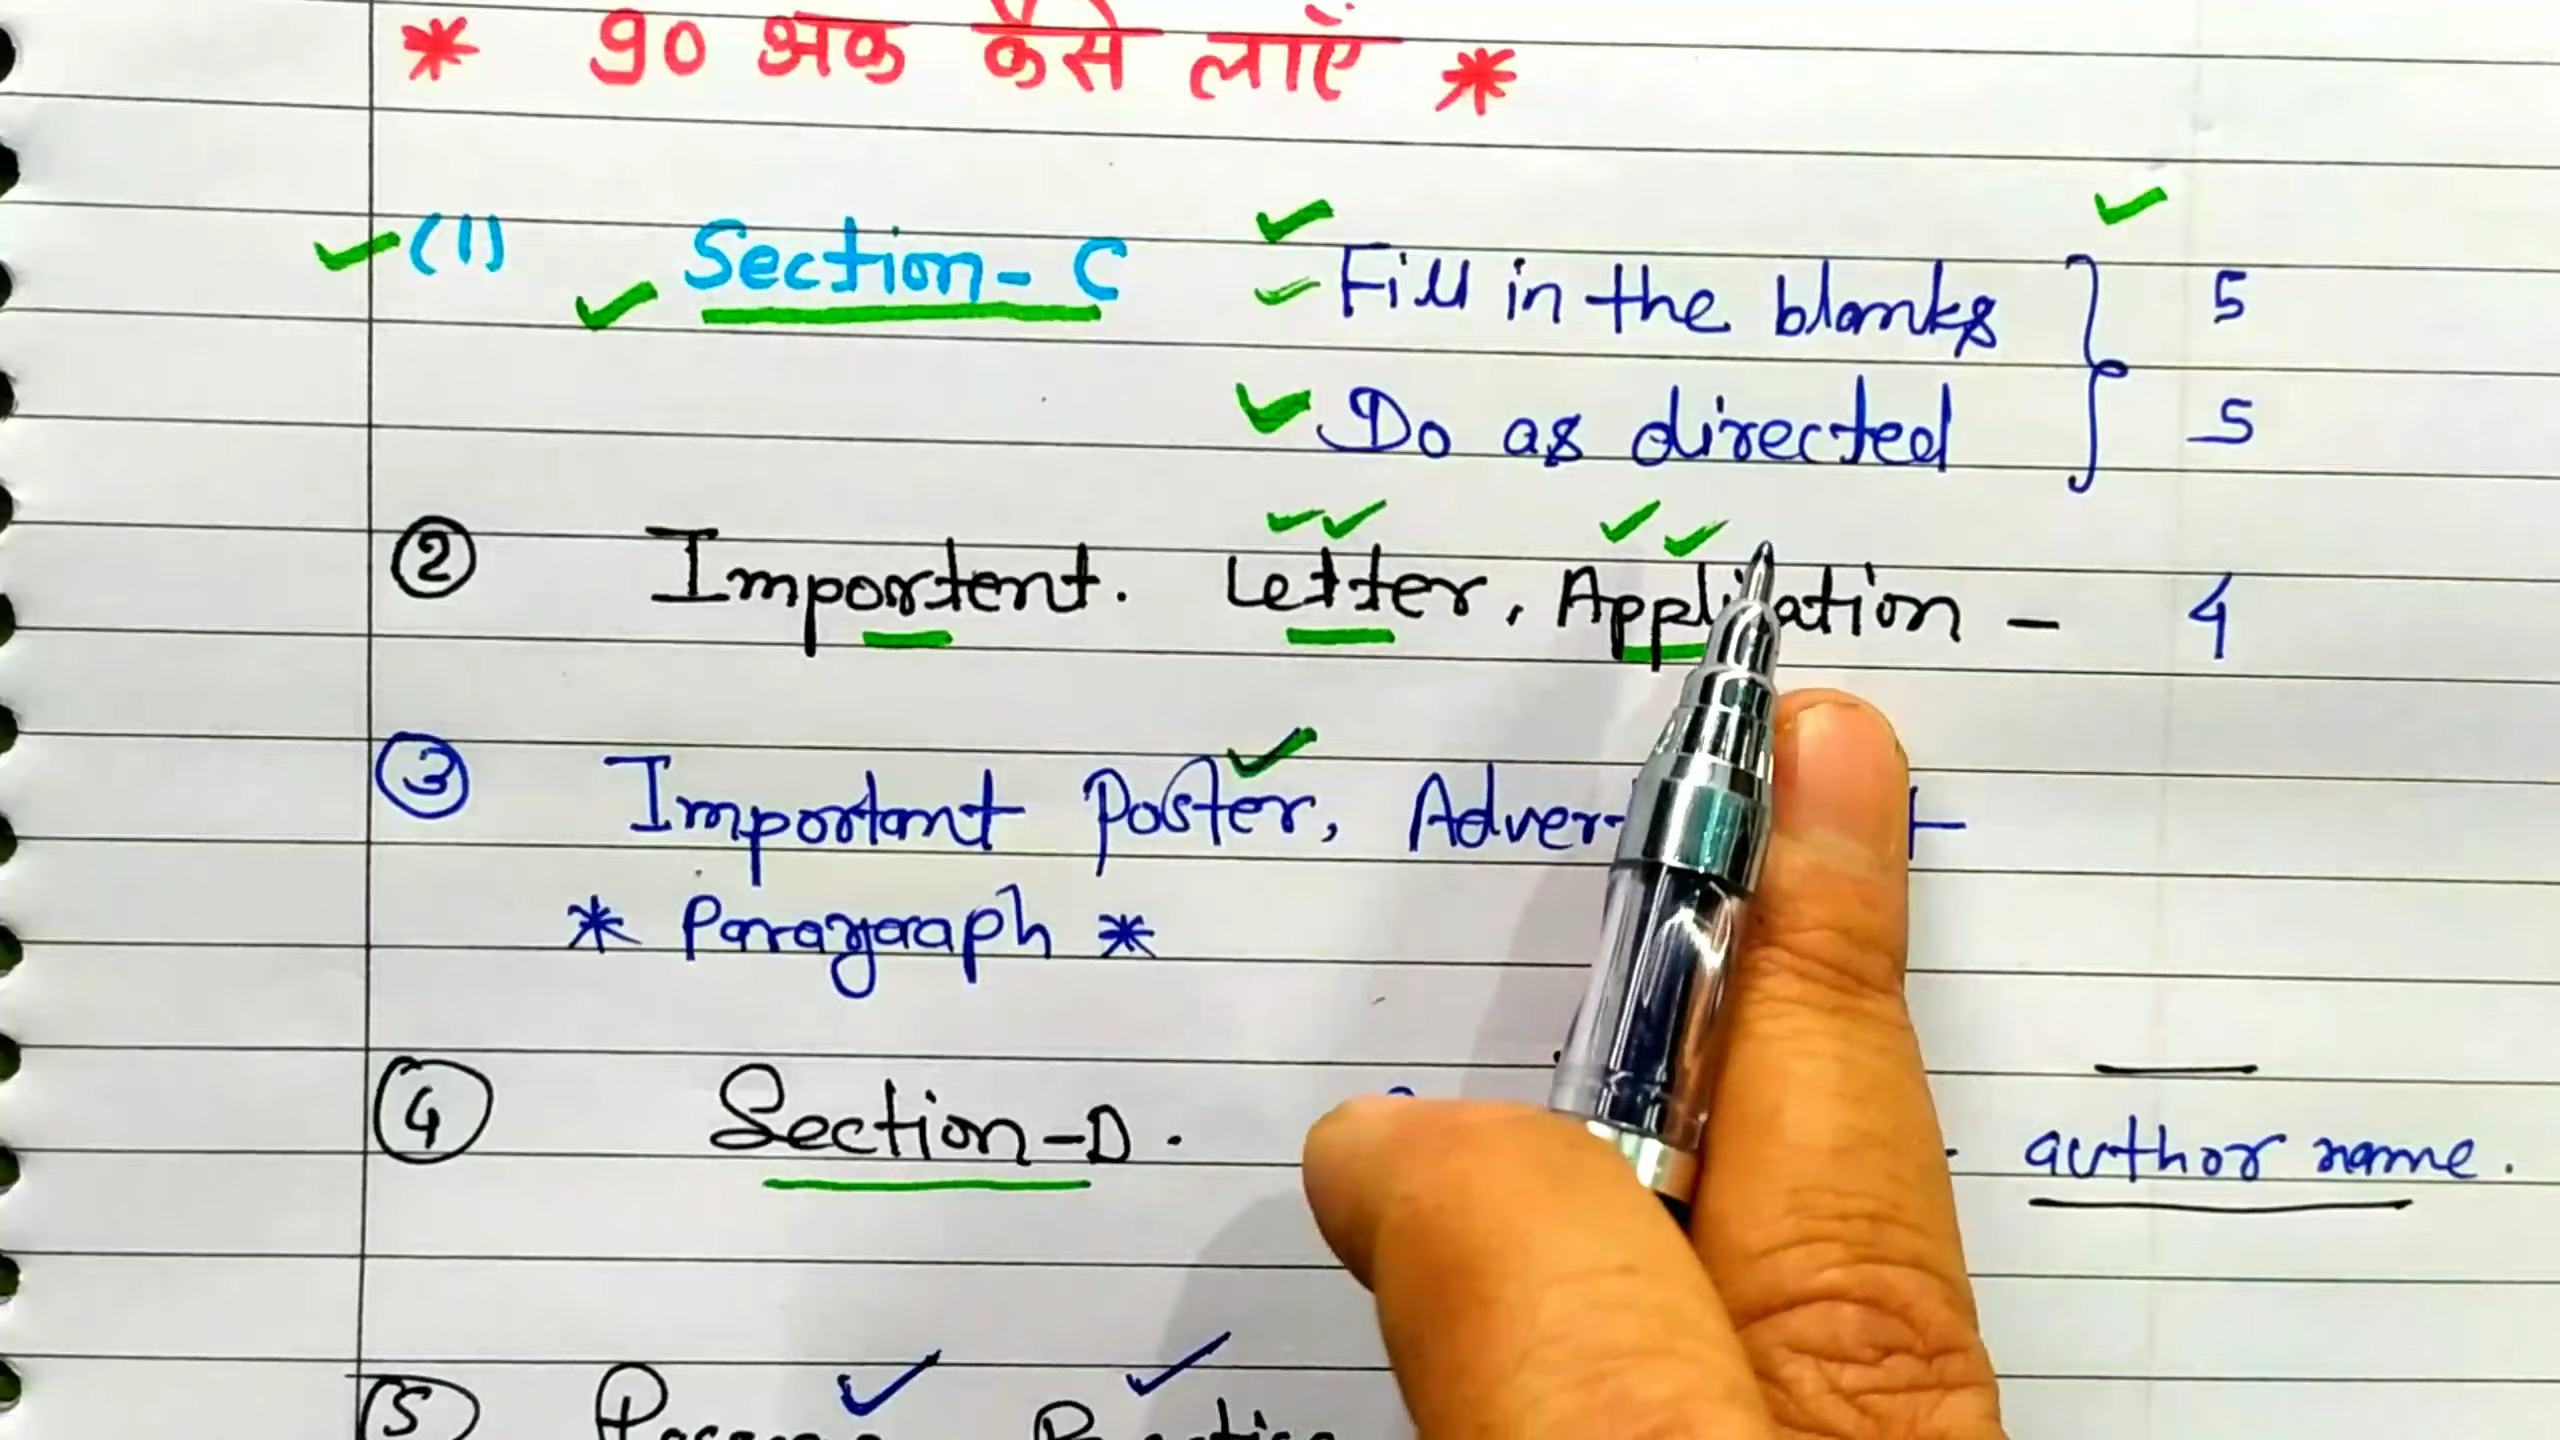 * 90 अंक कैसे लाएँ *
(1) Section-C Fill in the blanks 5
Do as directed 5
2 Importent. Letter, Application - 4
3 Important Poster,
* Paragraph *
4 Section-D. author name.
5